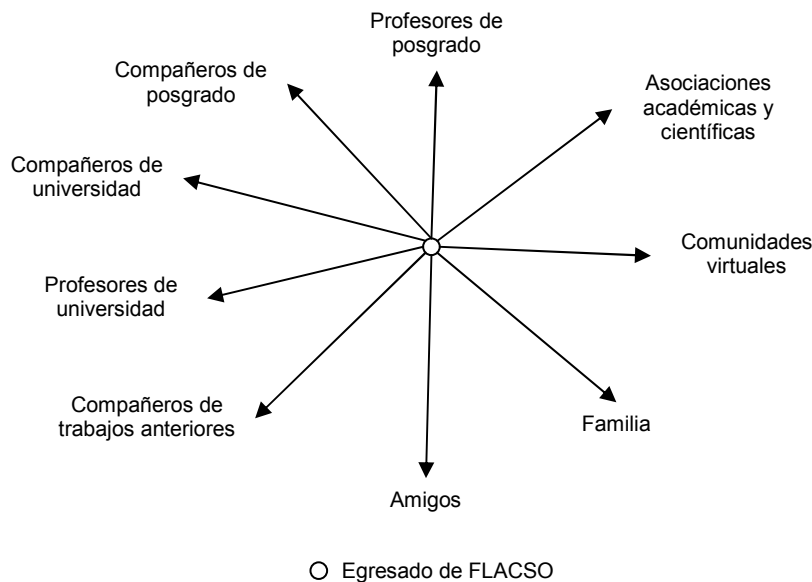 Profesores de
posgrado
Compañeros de
posgrado
Asociaciones
académicas y
científicas
Compañeros de
universidad
Comunidades
virtuales
Profesores de
universidad
Compañeros de
trabajos anteriores
Familia
Amigos
Egresado de FLACSO